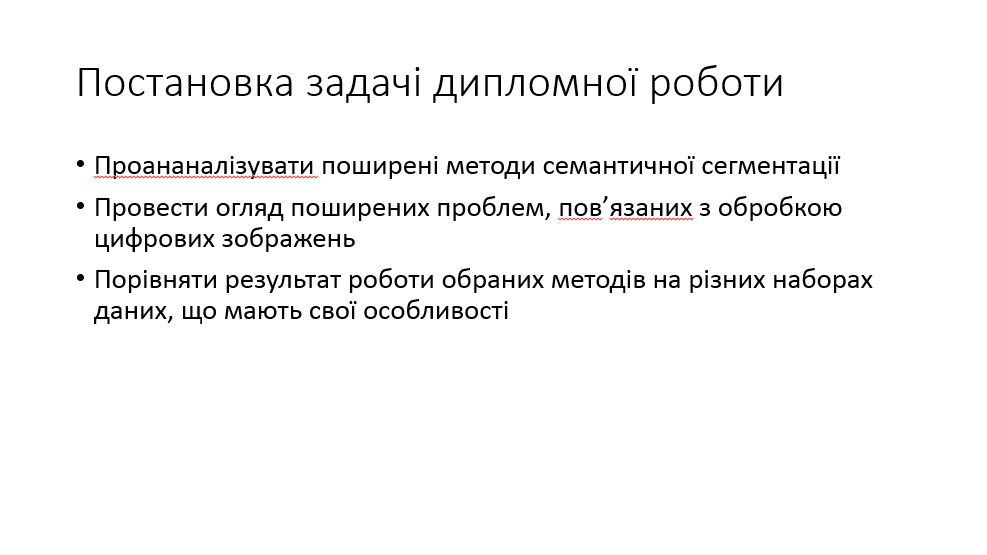 Постановка задачі дипломної роботи
• Проананалізувати поширені методи семантичної сегментації
• Провести огляд поширених проблем, пов’язаних з обробкою
цифрових зображень
• Порівняти результат роботи обраних методів на різних наборах
даних, що мають свої особливості